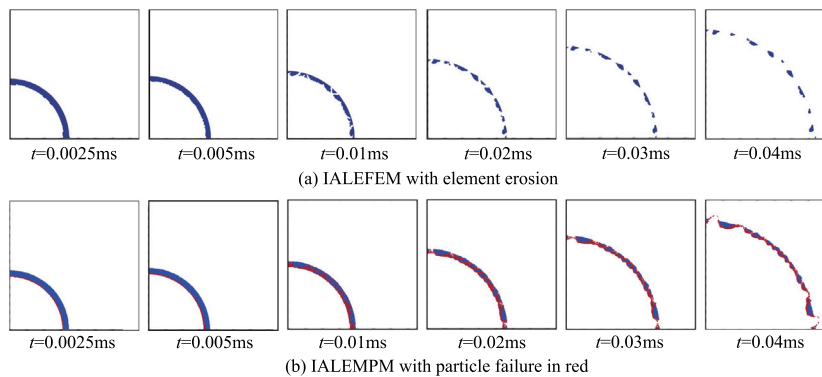 t=0.0025ms t=0.005ms t=0.01ms t=0.02ms t=0.03ms t=0.04ms
(a) IALEFEM with element erosion
t=0.0025ms t=0.005ms t=0.01ms t=0.02ms t=0.03ms t=0.04ms
(b) IALEMPM with particle failure in red